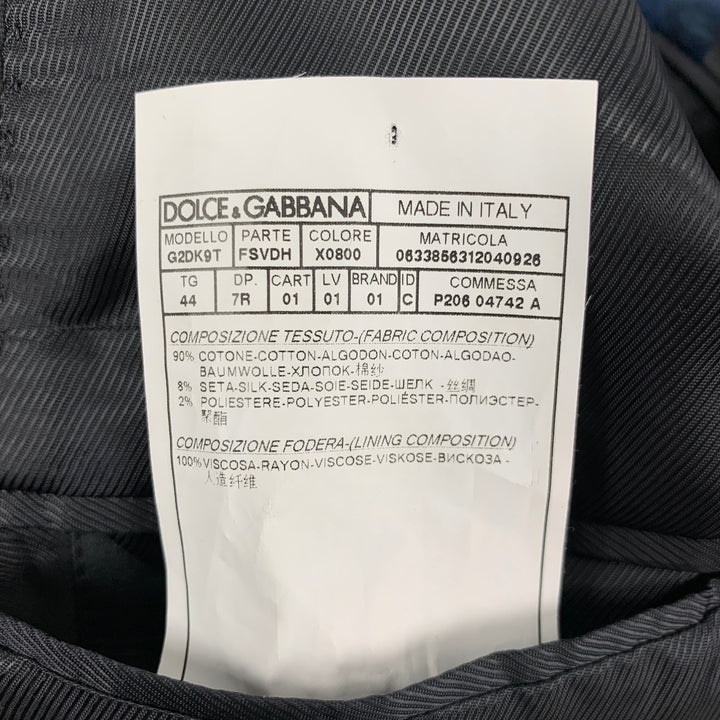 DOLCE & GABBANA MADE IN ITALY
MODELLO PARTE COLORE MATRICOLA
G2DK9T FSVDH X0800 0633856312040926
TG DP. CART LV BRAND ID COMMESSA
44 7R 01 01 01 C P206 04742 A
COMPOSIZIONE TESSUTO-(FABRIC COMPOSITION)
90% COTONE-COTTON-ALGODON-COTON-ALGODAO-
BAUMWOLLE-ХЛОПОК-棉纱
8% SETA-SILK-SEDA-SOIE-SEIDE-ШЕЛК -丝绸
2% POLIESTERE-POLYESTER-POLIÉSTER-ПОЛИЭСТЕР-
聚酯
COMPOSIZIONE FODERA-(LINING COMPOSITION)
100% VISCOSA-RAYON-VISCOSE-VISKOSE-ВИСКОЗА -
人造纤维